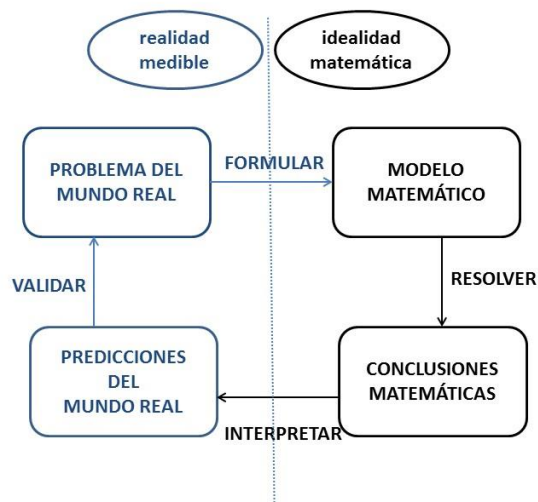 realidad
medible
idealidad
matemática
PROBLEMA DEL
MUNDO REAL
FORMULAR
MODELO
MATEMÁTICO
VALIDAR
RESOLVER
PREDICCIONES
DEL
MUNDO REAL
CONCLUSIONES
MATEMÁTICAS
INTERPRETAR